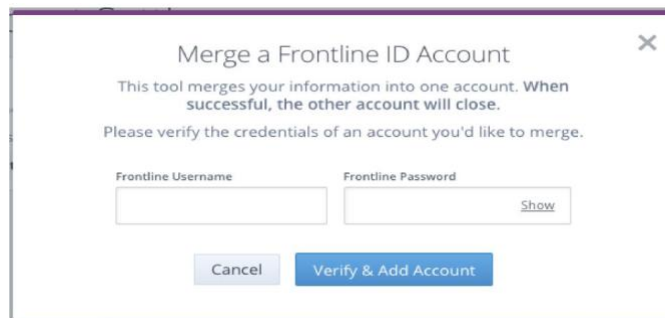 Merge a Frontline ID Account
This tool merges your information into one account. When
successful, the other account will close.
Please verify the credentials of an account you'd like to merge.
Frontline Username Frontline Password
Show
Cancel Verify & Add Account